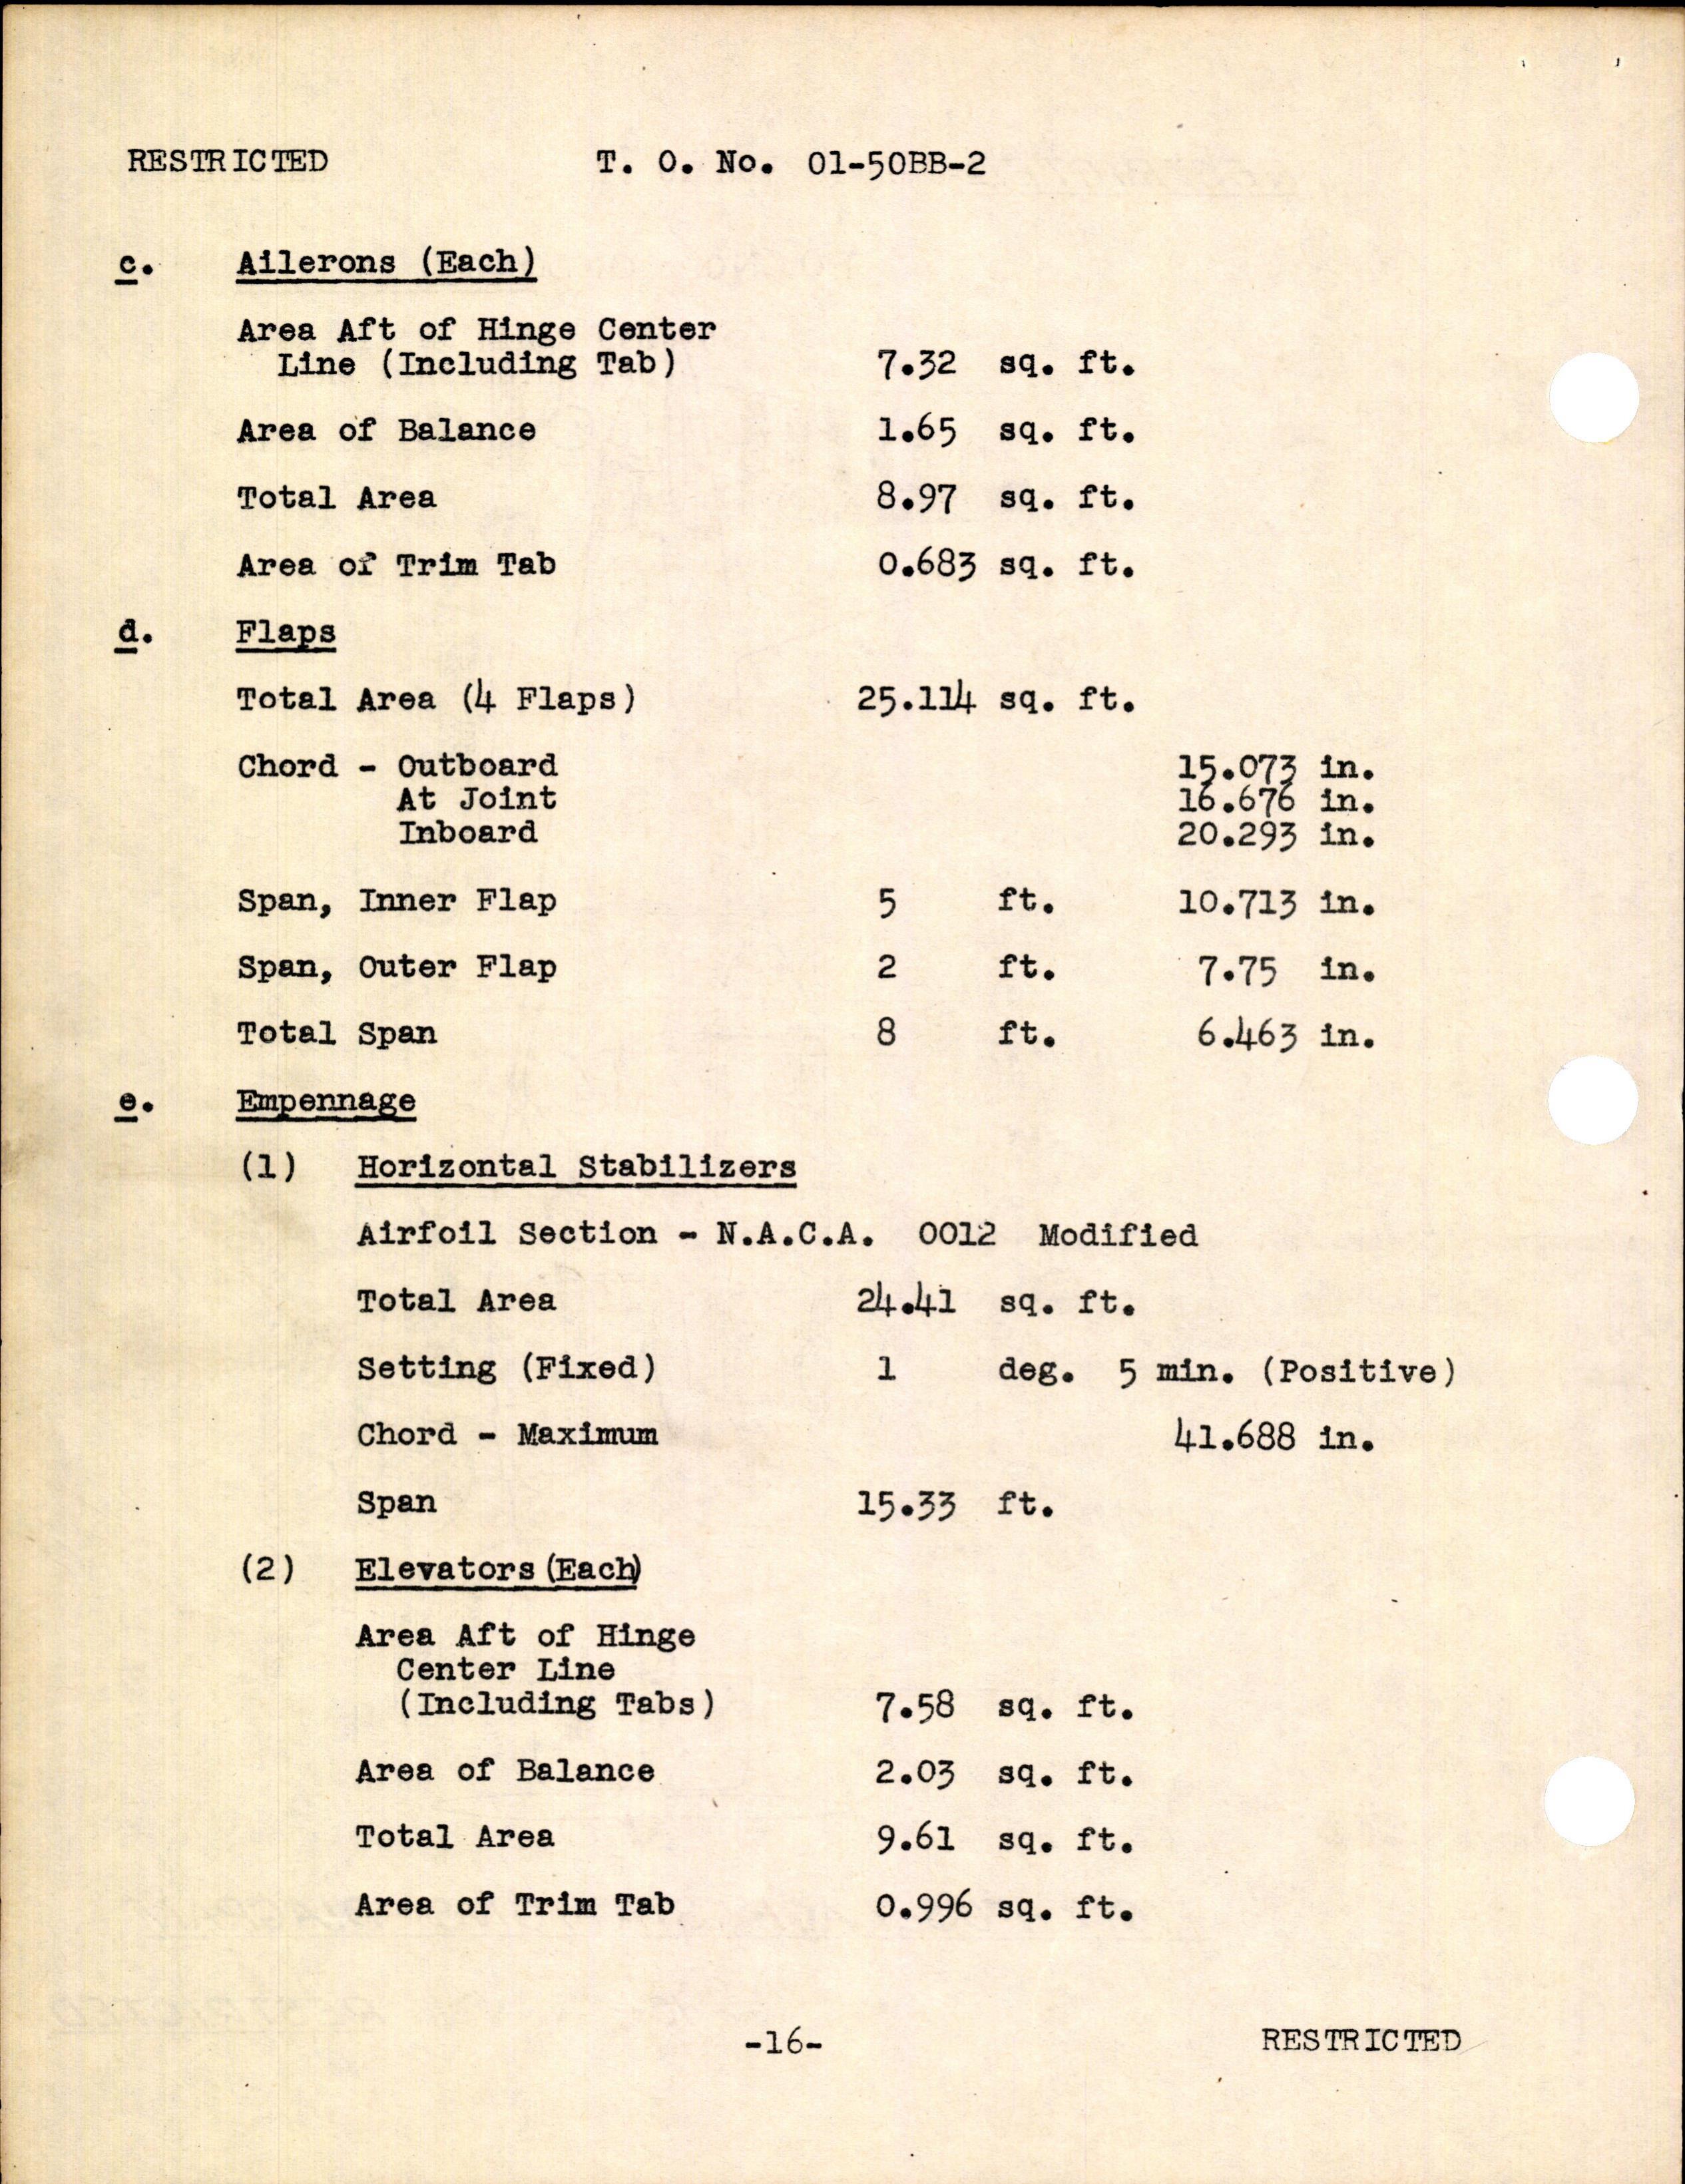 RESTRICTED T. O. No. 01-50BB-2
c. Ailerons (Each)
Area Aft of Hinge Center
Line (Including Tab) 7.32 sq. ft.
Area of Balance 1.65 sq. ft.
Total Area 8.97 sq. ft.
Area of Trim Tab 0.683 sq. ft.
d. Flaps
Total Area (4 Flaps) 25.114 sq. ft.
Chord - Outboard 15.073 in.
At Joint 16.676 in.
Inboard 20.293 in.
Span, Inner Flap 5 ft. 10.713 in.
Span, Outer Flap 2 ft. 7.75 in.
Total Span 8 ft. 6.463 in.
e. Empennage
(1) Horizontal Stabilizers
Airfoil Section - N.A.C.A. 0012 Modified
Total Area 24.41 sq. ft.
Setting (Fixed) 1 deg. 5 min. (Positive)
Chord - Maximum 41.688 in.
Span 15.33 ft.
(2) Elevators (Each)
Area Aft of Hinge
Center Line
(Including Tabs) 7.58 sq. ft.
Area of Balance 2.03 sq. ft.
Total Area 9.61 sq. ft.
Area of Trim Tab 0.996 sq. ft.
-16- RESTRICTED